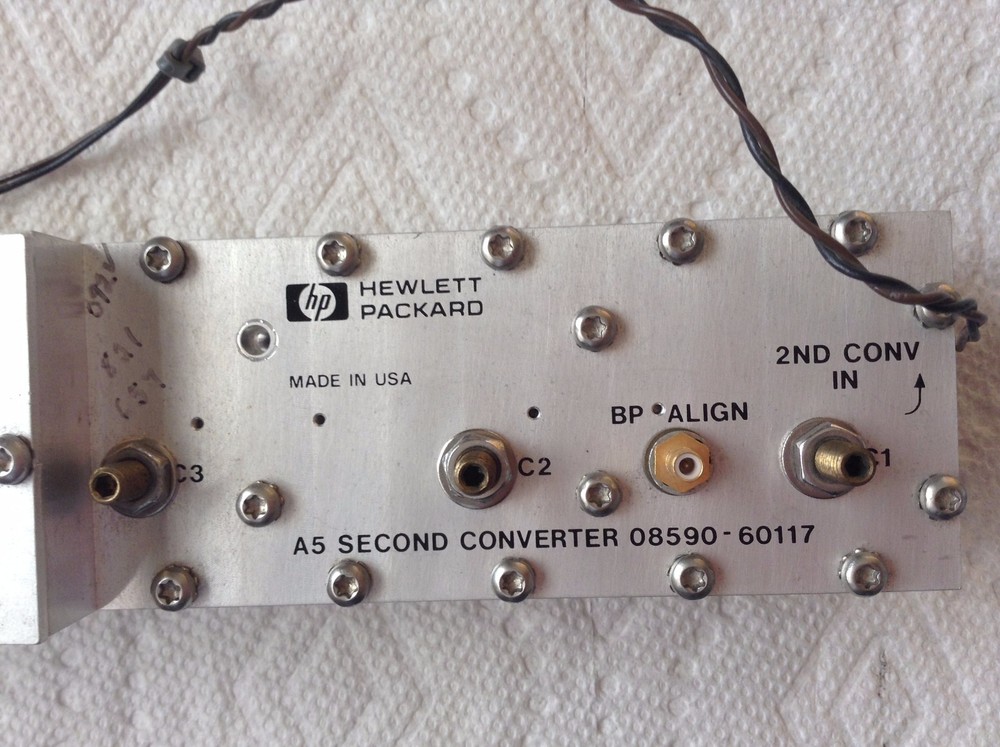 hp HEWLETT
PACKARD
MADE IN USA
2ND CONV
IN
BP ALIGN
C3
C2
C1
A5 SECOND CONVERTER 08590-60117